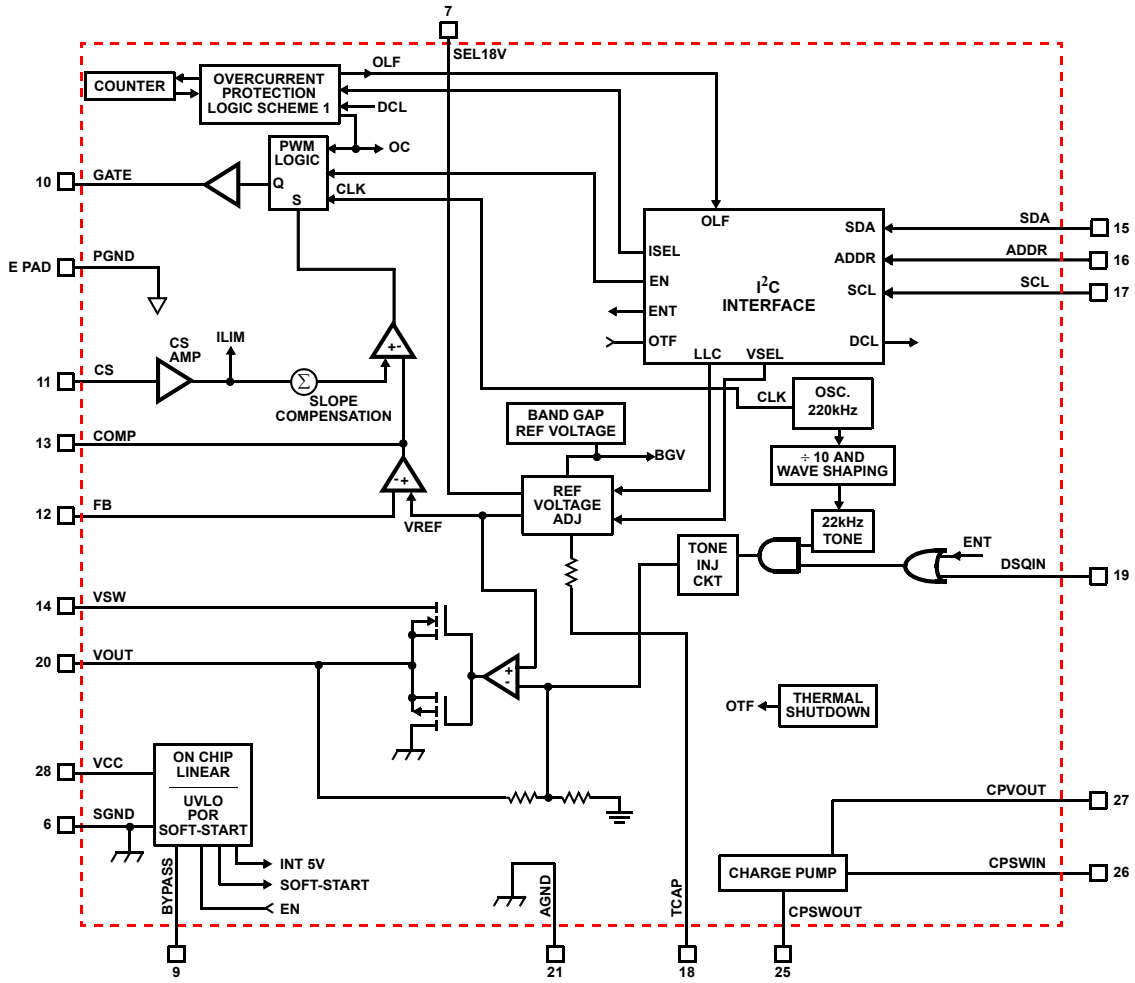 7
SEL18V
COUNTER
OVERCURRENT
PROTECTION
LOGIC SCHEME 1
OLF
DCL
OC
PWM
LOGIC
Q
S
CLK
10
GATE
E PAD
PGND
OLF
ISEL
EN
ENT
OTF
LLC
VSEL
I²C
INTERFACE
SDA
ADDR
SCL
DCL
SDA
15
ADDR
16
SCL
17
11
CS
CS
AMP
ILIM
Σ
SLOPE
COMPENSATION
+-
13
COMP
12
FB
-+
VREF
BAND GAP
REF VOLTAGE
BGV
REF
VOLTAGE
ADJ
CLK
OSC.
220kHz
÷ 10 AND
WAVE SHAPING
22kHz
TONE
TONE
INJ
CKT
ENT
DSQIN
19
14
VSW
20
VOUT
+
-
OTF
THERMAL
SHUTDOWN
28
VCC
6
SGND
ON CHIP
LINEAR
UVLO
POR
SOFT-START
INT 5V
SOFT-START
EN
BYPASS
9
AGND
21
TCAP
18
CHARGE PUMP
CPVOUT
27
CPSWIN
26
CPSWOUT
25